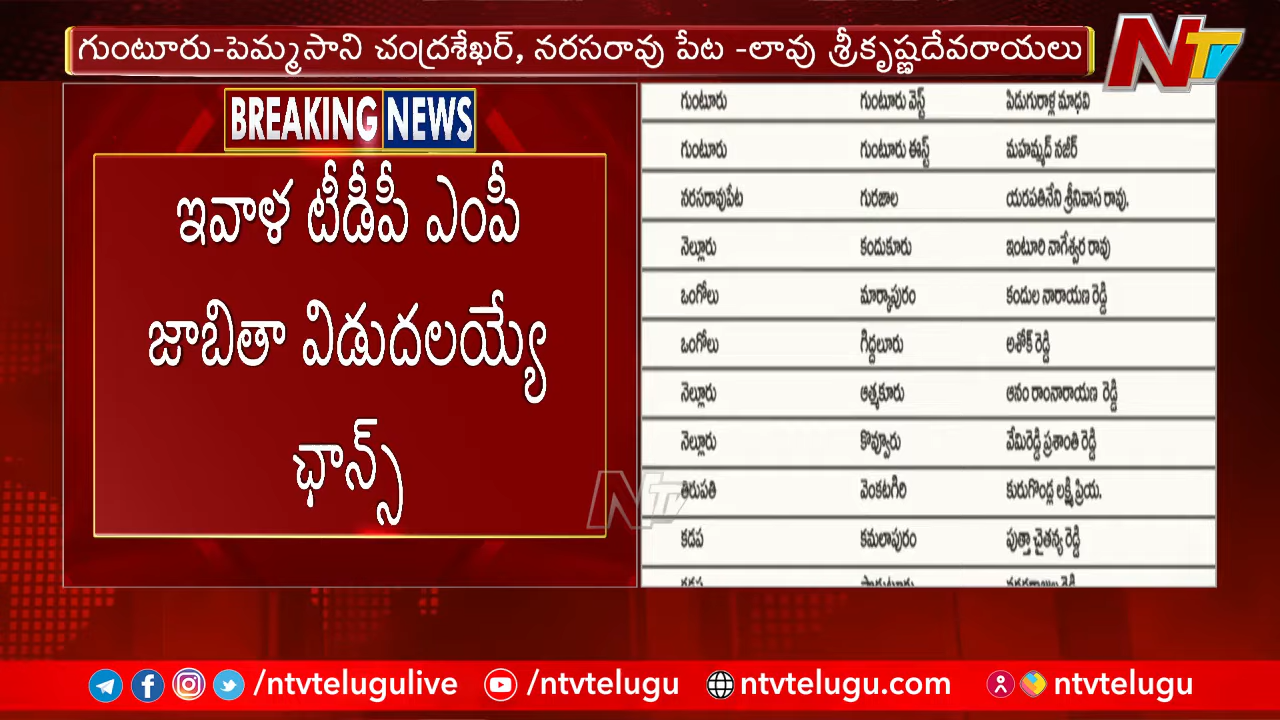 గుంటూరు-పెమ్మసాని చంద్రశేఖర్, నరసరావు పేట -లావు శ్రీకృష్ణదేవరాయలు
NTV
BREAKING NEWS
ఇవాళ టీడీపీ ఎంపీ
జాబితా విడుదలయ్యే
ఛాన్స్
గుంటూరు గుంటూరు వెస్ట్ పిడుగురాళ్ల మాధవి
గుంటూరు గుంటూరు ఈస్ట్ మహమ్మద్ నజీర్
నరసరావుపేట గురజాల యరపతినేని శ్రీనివాస రావు.
నెల్లూరు కందుకూరు ఇంటూరి నాగేశ్వర రావు
ఒంగోలు మార్కాపురం కందుల నారాయణ రెడ్డి
ఒంగోలు గిద్దలూరు అశోక్ రెడ్డి
నెల్లూరు ఆత్మకూరు ఆనం రాంనారాయణ రెడ్డి
నెల్లూరు కొవ్వూరు వేమిరెడ్డి ప్రశాంతి రెడ్డి
తిరుపతి వెంకటగిరి కురుగొండ్ల లక్ష్మీ ప్రియ.
కడప కమలాపురం పుత్తా చైతన్య రెడ్డి
NTV
/ntvtelugulive /ntvtelugu ntvtelugu.com ntvtelugu